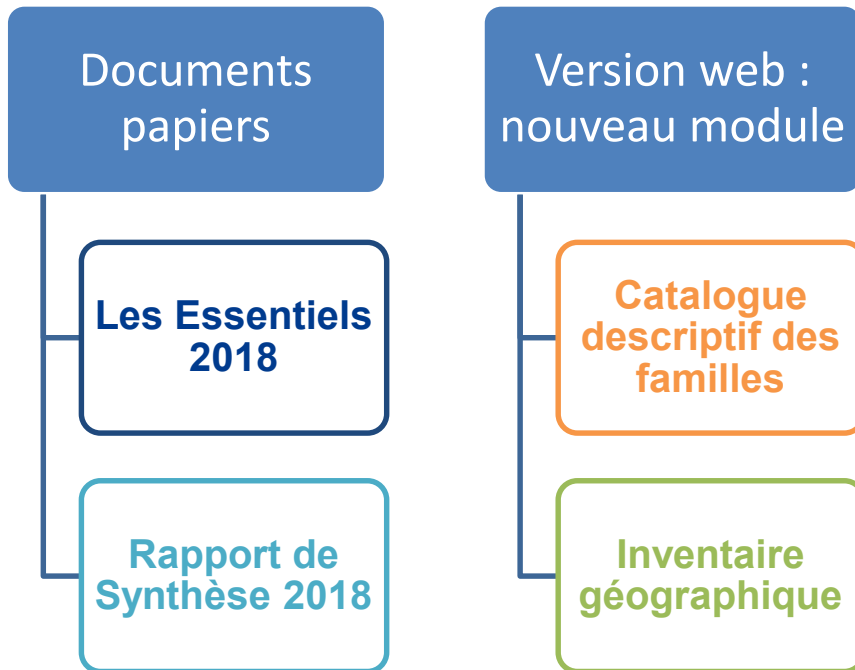 Documents
papiers
Les Essentiels
2018
Rapport de
Synthèse 2018
Version web :
nouveau module
Catalogue
descriptif des
familles
Inventaire
géographique